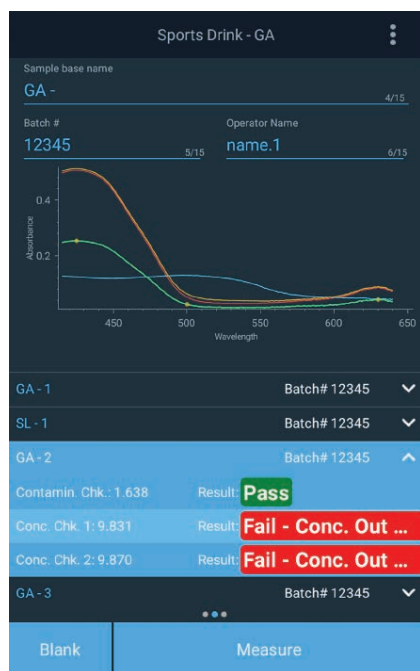 Sports Drink - GA
Sample base name
GA -
4/15
Batch # Operator Name
12345 name.1
5/15 6/15
0.4
0.2
Absorbance
450 500 550 600 650
Wavelength
GA - 1 Batch# 12345
SL - 1 Batch# 12345
GA - 2 Batch# 12345
Contamin. Chk.: 1.638 Result: Pass
Conc. Chk. 1: 9.831 Result: Fail - Conc. Out ...
Conc. Chk. 2: 9.870 Result: Fail - Conc. Out ...
GA - 3 Batch# 12345
Blank Measure